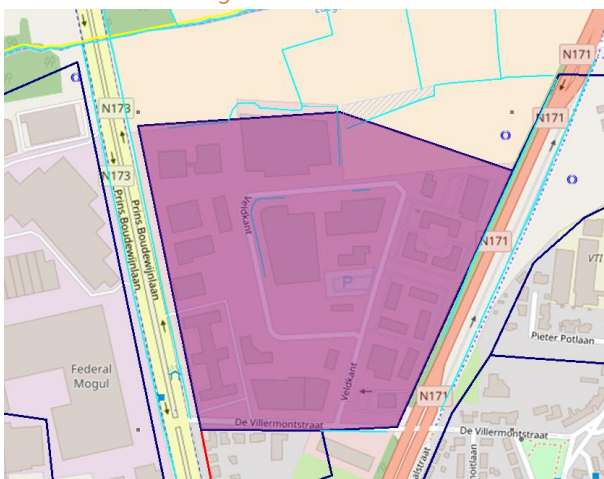 N173
N171
N171
N173
Prins Boudewijnlaan
Prins Boudewijnlaan
Veldkant
N171
P
VTI
Pieter Potlaan
Federal
Mogul
Veldkant
N171
De Villermontstraat
De Villermontstraat